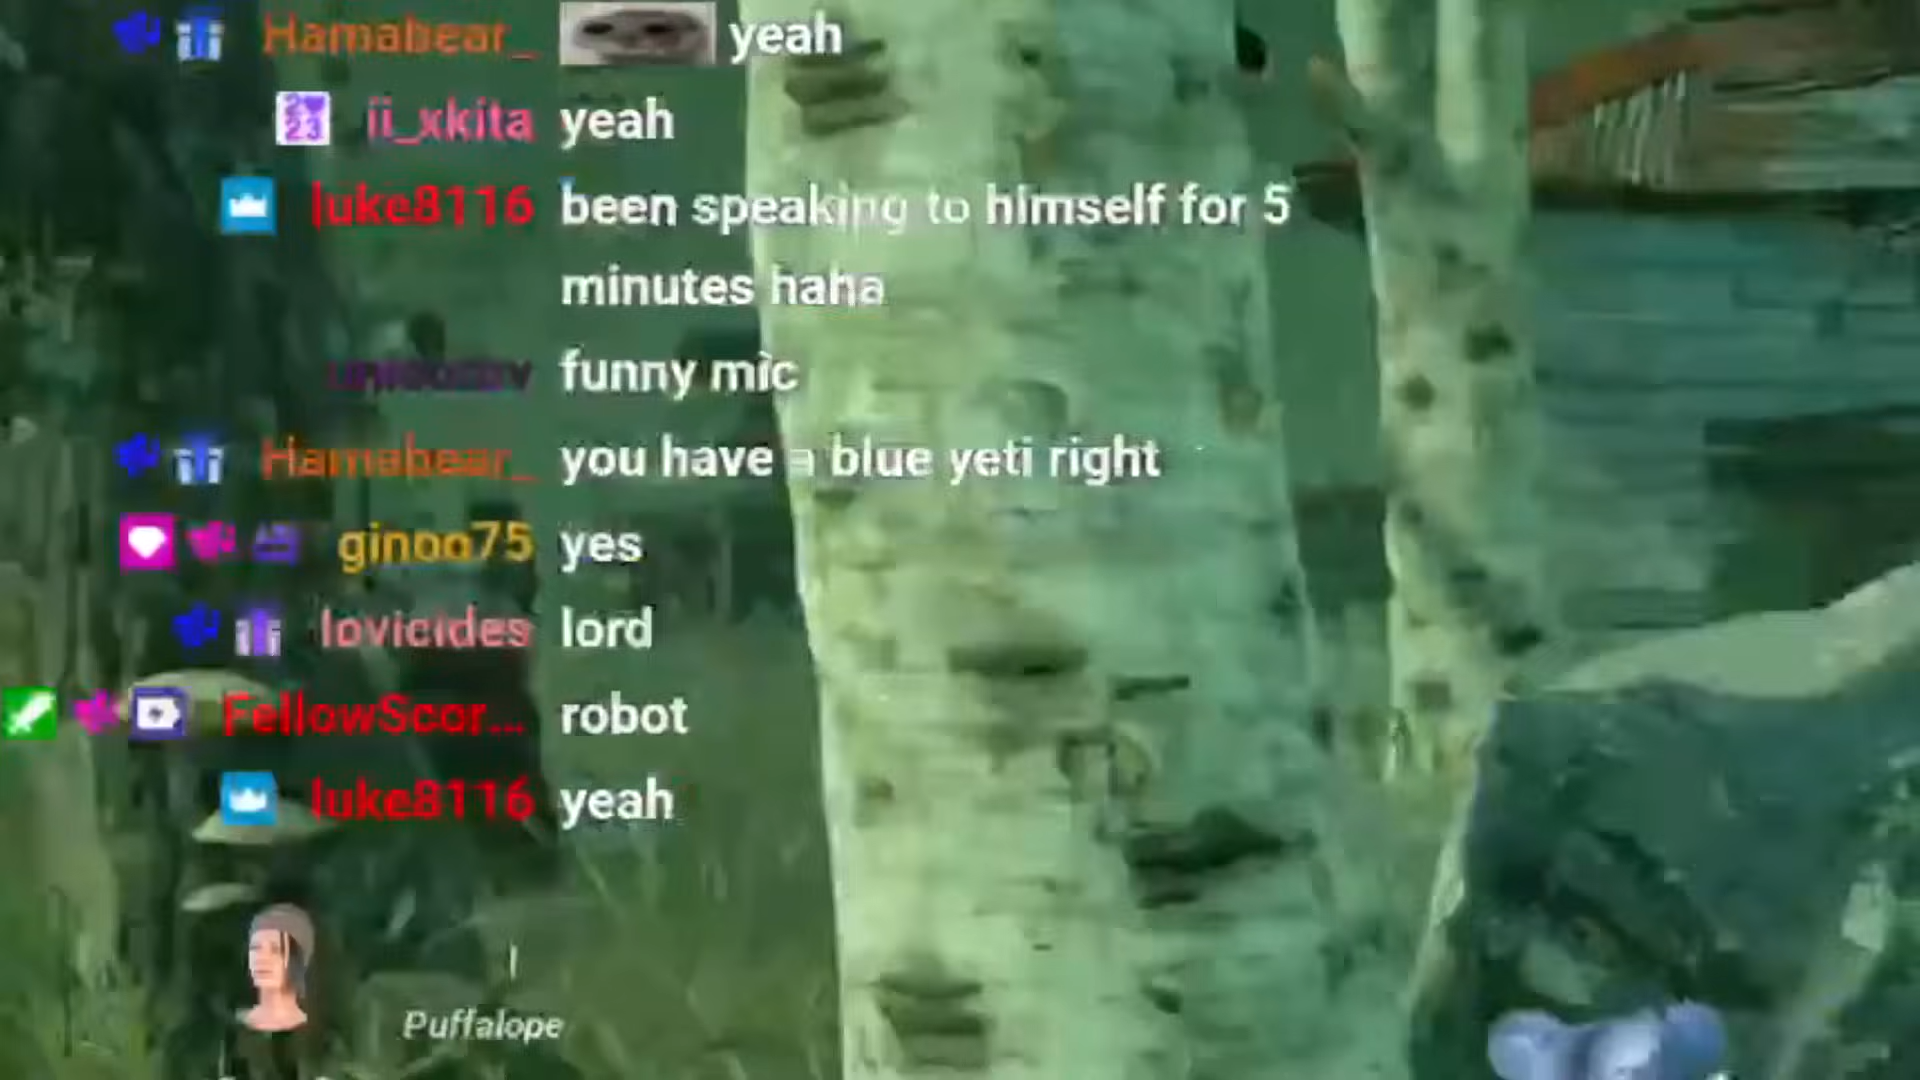 Hamabear_ yeah
ii_xkita yeah
luke8116 been speaking to himself for 5
minutes haha
funny mic
Hamabear_ you have a blue yeti right
ginoo75 yes
lovicides lord
FellowScor... robot
luke8116 yeah
Puffalope